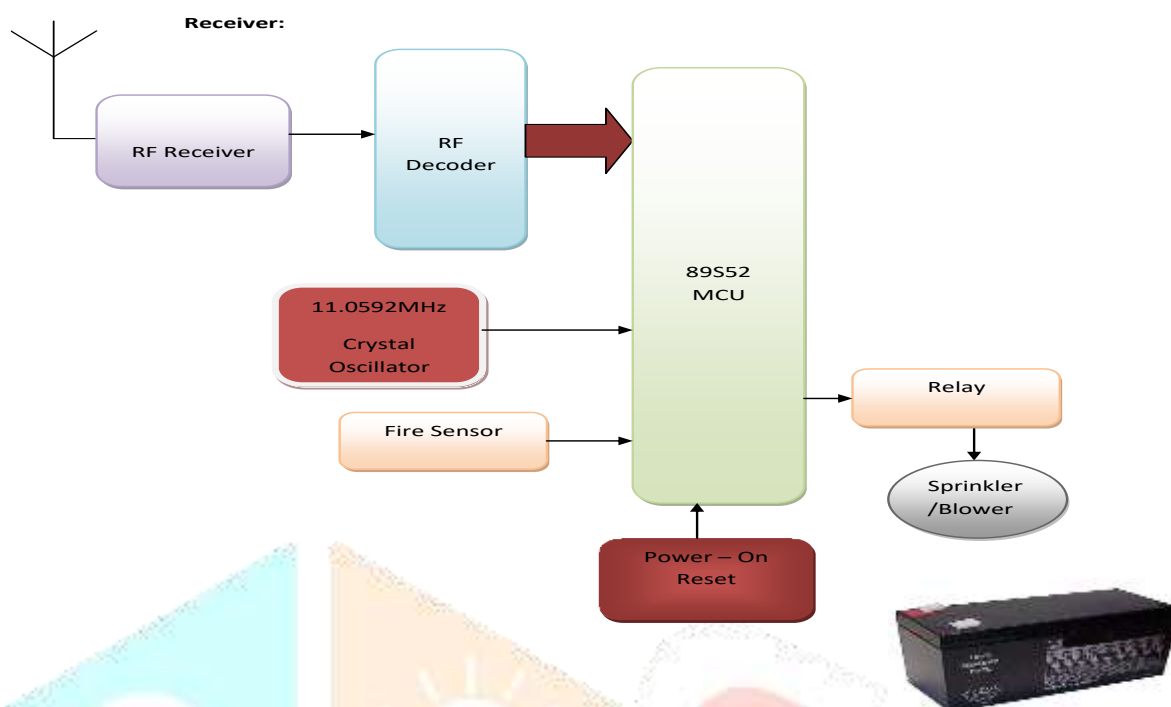 Receiver:
RF Receiver
RF
Decoder
89S52
MCU
11.0592MHz
Crystal
Oscillator
Fire Sensor
Relay
Sprinkler
/Blower
Power – On
Reset